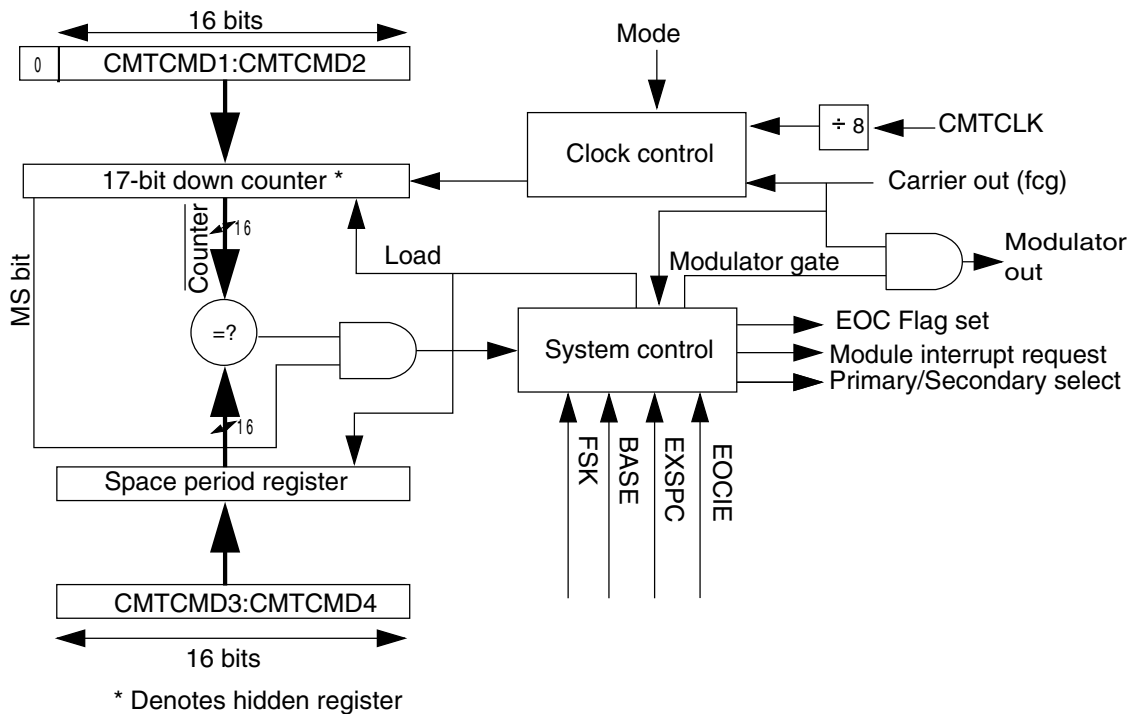 16 bits
0 CMTCMD1:CMTCMD2
Mode
÷ 8
CMTCLK
Clock control
17-bit down counter *
Carrier out (fcg)
MS bit
Counter
16
Load
Modulator gate
Modulator
out
=?
System control
EOC Flag set
Module interrupt request
Primary/Secondary select
16
FSK
BASE
EXSPC
EOCIE
Space period register
CMTCMD3:CMTCMD4
16 bits
* Denotes hidden register